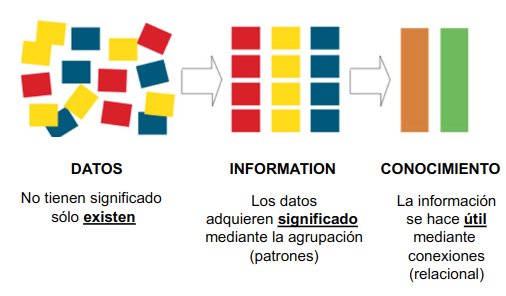 DATOS
No tienen significado
sólo existen
INFORMATION
Los datos
adquieren significado
mediante la agrupación
(patrones)
CONOCIMIENTO
La información
se hace útil
mediante
conexiones
(relacional)